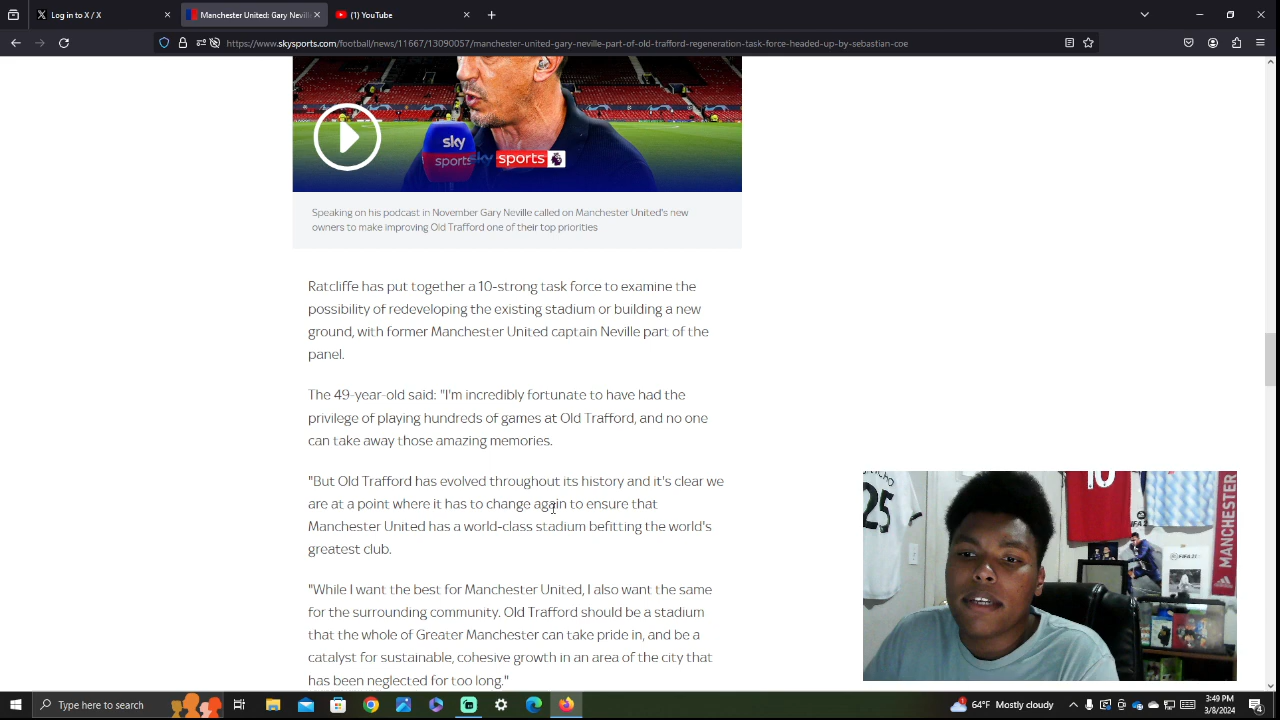 Log in to X / X
Manchester United: Gary Nevill
(1) YouTube
https://www.skysports.com/football/news/11667/13090057/manchester-united-gary-neville-part-of-old-trafford-regeneration-task-force-headed-up-by-sebastian-coe
sky
sports
sky sports
Speaking on his podcast in November Gary Neville called on Manchester United's new
owners to make improving Old Trafford one of their top priorities
Ratcliffe has put together a 10-strong task force to examine the
possibility of redeveloping the existing stadium or building a new
ground, with former Manchester United captain Neville part of the
panel.
The 49-year-old said: "I'm incredibly fortunate to have had the
privilege of playing hundreds of games at Old Trafford, and no one
can take away those amazing memories.
"But Old Trafford has evolved throughout its history and it's clear we
are at a point where it has to change again to ensure that
Manchester United has a world-class stadium befitting the world's
greatest club.
"While I want the best for Manchester United, I also want the same
for the surrounding community. Old Trafford should be a stadium
that the whole of Greater Manchester can take pride in, and be a
catalyst for sustainable, cohesive growth in an area of the city that
has been neglected for too long."
25
10
MANCHESTER
FIFA 21
Type here to search
64°F Mostly cloudy
3:49 PM
3/8/2024
4